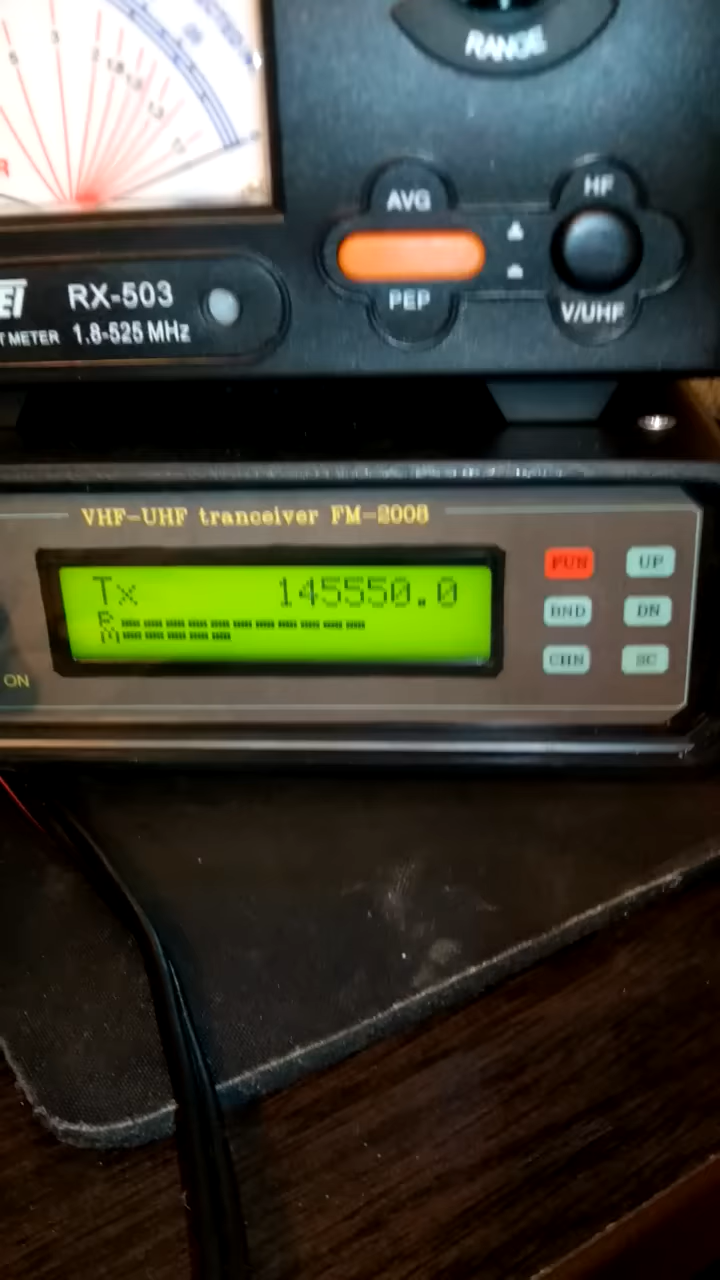 RANGE
AVG
HF
PEP
V/UHF
RX-503
METER 1.8-525 MHz
VHF-UHF tranceiver FM-2008
Tx 145550.0
P
M
FUN
UP
BND
DN
CHN
SC
ON